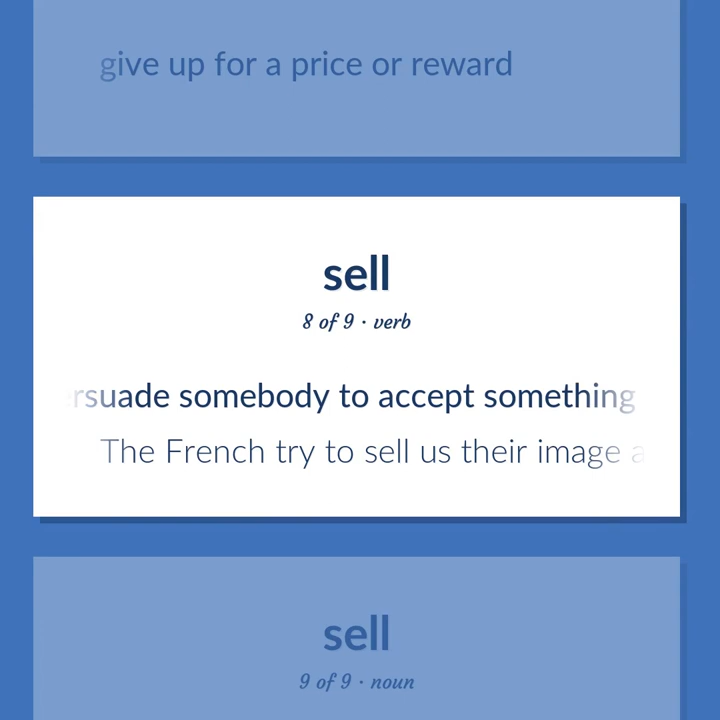 give up for a price or reward
sell
8 of 9 · verb
rsuade somebody to accept something
The French try to sell us their image a
sell
9 of 9 · noun